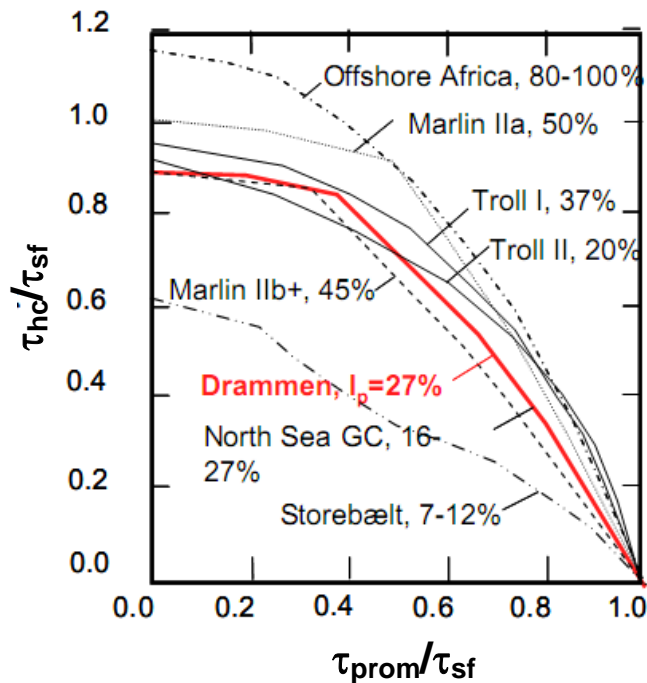 1.2
1.0
0.8
0.6
0.4
0.2
0.0
τhc/τsf
Offshore Africa, 80-100%
Marlin IIa, 50%
Troll I, 37%
Troll II, 20%
Marlin IIb+, 45%
Drammen, Ip=27%
North Sea GC, 16-
27%
Storebælt, 7-12%
0.0 0.2 0.4 0.6 0.8 1.0
τprom/τsf